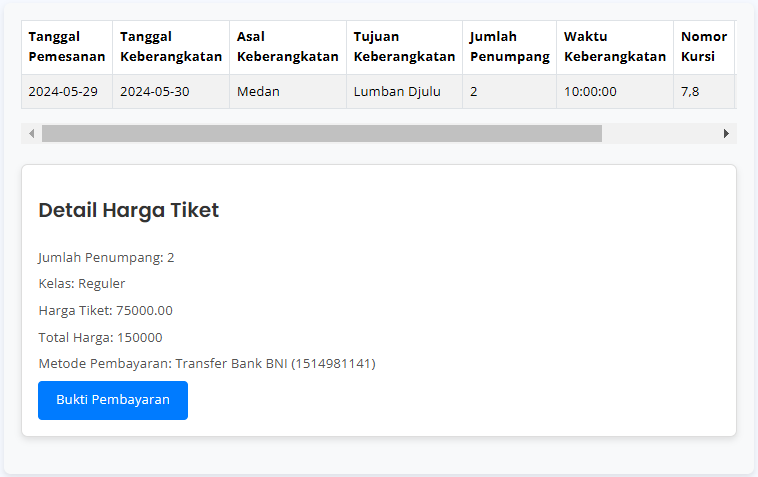 Tanggal Pemesanan Tanggal Keberangkatan Asal Keberangkatan Tujuan Keberangkatan Jumlah Penumpang Waktu Keberangkatan Nomor Kursi
2024-05-29 2024-05-30 Medan Lumban Djulu 2 10:00:00 7,8
Detail Harga Tiket
Jumlah Penumpang: 2
Kelas: Reguler
Harga Tiket: 75000.00
Total Harga: 150000
Metode Pembayaran: Transfer Bank BNI (1514981141)
Bukti Pembayaran